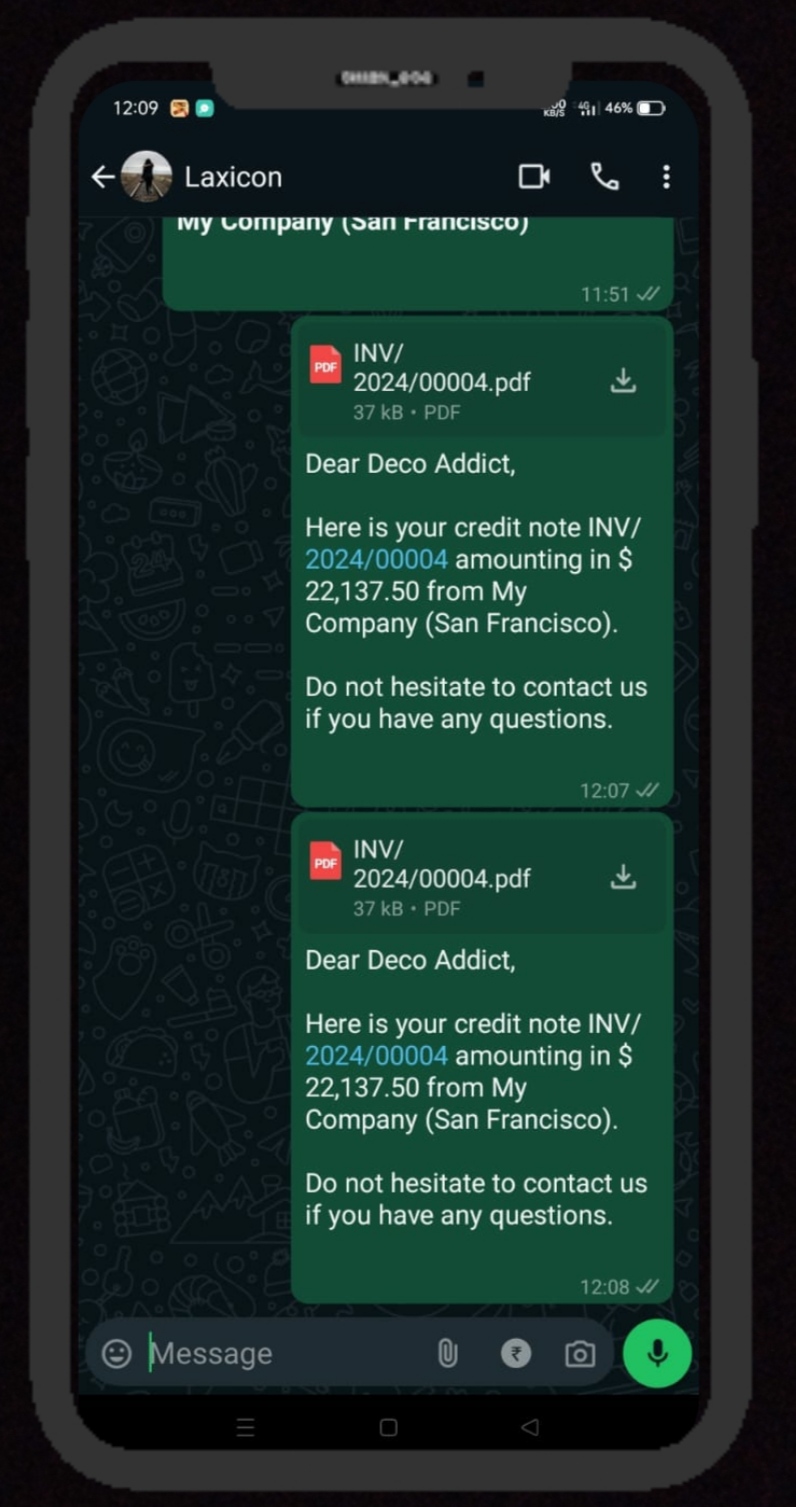 12:09
KB/S 4G 46%
Laxicon
My Company (San Francisco)
11:51
PDF
INV/
2024/00004.pdf
37 kB • PDF
Dear Deco Addict,
Here is your credit note INV/
2024/00004 amounting in $
22,137.50 from My
Company (San Francisco).
Do not hesitate to contact us
if you have any questions.
12:07
PDF
INV/
2024/00004.pdf
37 kB • PDF
Dear Deco Addict,
Here is your credit note INV/
2024/00004 amounting in $
22,137.50 from My
Company (San Francisco).
Do not hesitate to contact us
if you have any questions.
12:08
Message
₹